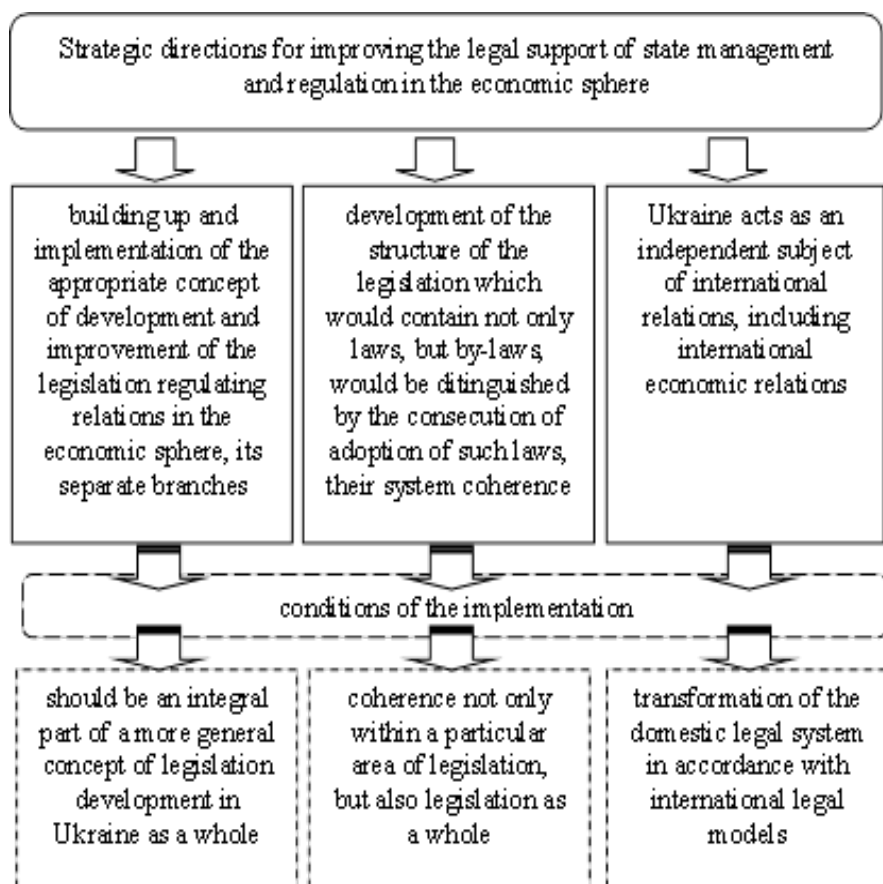 Strategic directions for improving the legal support of state management
and regulation in the economic sphere
building up and
implementation of the
appropriate concept
of development and
improvement of the
legislation regulating
relations in the
economic sphere, its
separate branches
development of the
structure of the
legislation which
would contain not only
laws, but by-laws,
would be ditinguished
by the consecution of
adoption of such laws,
their system coherence
Ukraine acts as an
independent subject
of international
relations, including
international
economic relations
conditions of the implementation
should be an integral
part of a more general
concept of legislation
development in
Ukraine as a whole
coherence not only
within a particular
area of legislation,
but also legislation as
a whole
transformation of the
domestic legal system
in accordance with
international legal
models